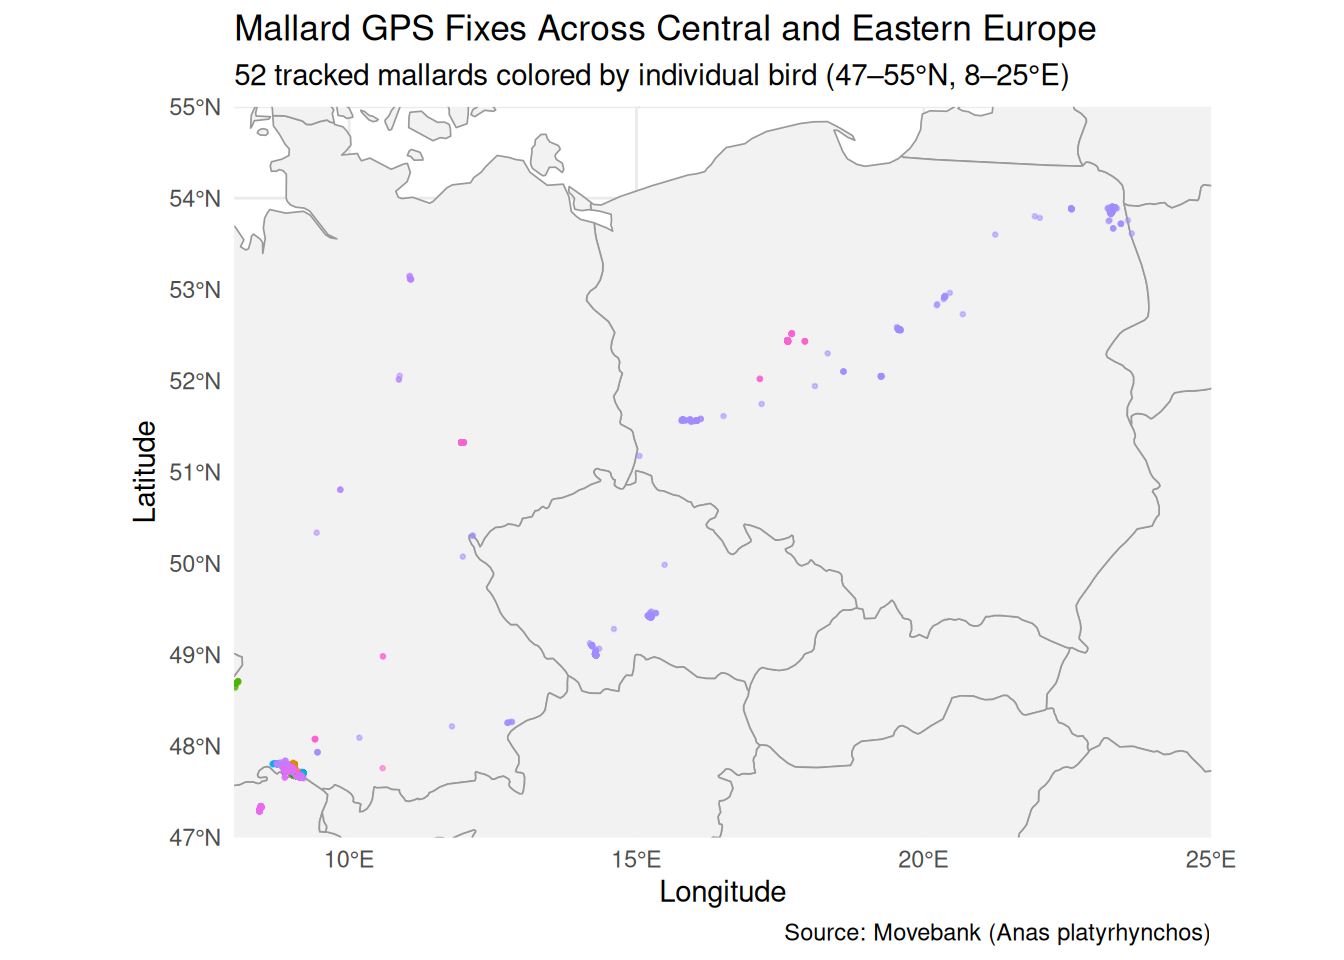 Mallard GPS Fixes Across Central and Eastern Europe
52 tracked mallards colored by individual bird (47–55°N, 8–25°E)
55°N
54°N
53°N
52°N
51°N
50°N
49°N
48°N
47°N
Latitude
10°E 15°E 20°E 25°E
Longitude
Source: Movebank (Anas platyrhynchos)